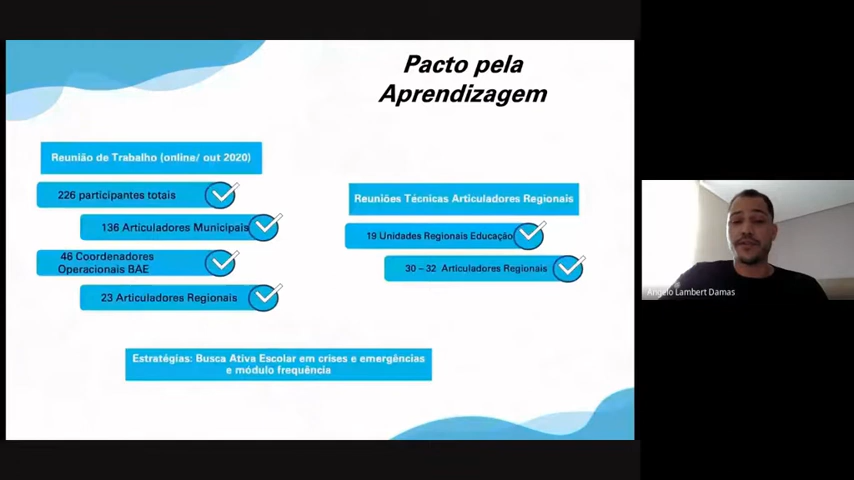 Pacto pela
Aprendizagem
Reunião de Trabalho (online/ out 2020)
226 participantes totais
136 Articuladores Municipais
46 Coordenadores
Operacionais BAE
23 Articuladores Regionais
Reuniões Técnicas Articuladores Regionais
19 Unidades Regionais Educação
30 – 32 Articuladores Regionais
Estratégias: Busca Ativa Escolar em crises e emergências
e módulo frequência
Angelo Lambert Damas